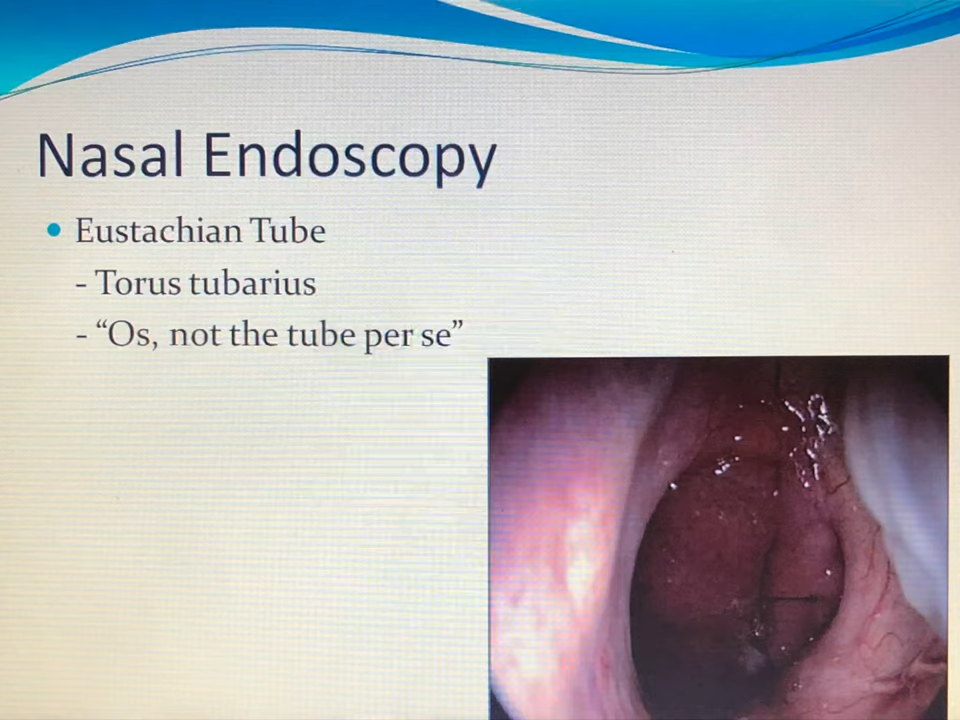 Nasal Endoscopy
• Eustachian Tube
- Torus tubarius
- “Os, not the tube per se”